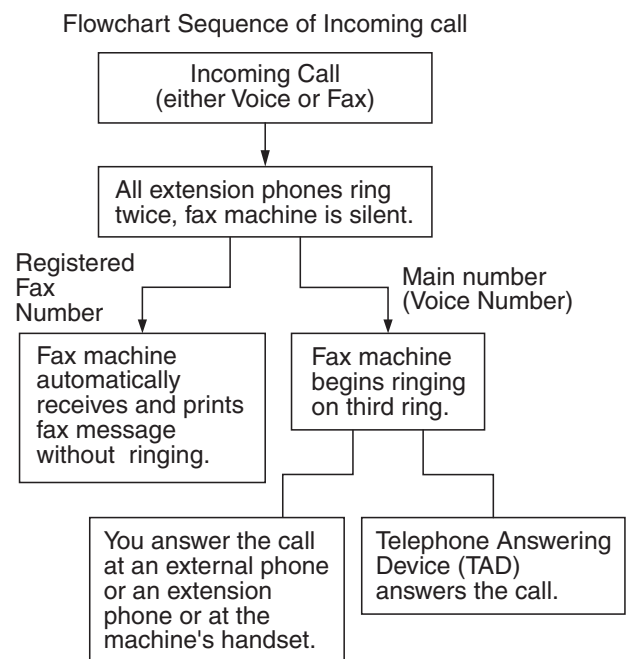 Flowchart Sequence of Incoming call
Incoming Call
(either Voice or Fax)
All extension phones ring
twice, fax machine is silent.
Registered
Fax
Number
Main number
(Voice Number)
Fax machine
automatically
receives and prints
fax message
without ringing.
Fax machine
begins ringing
on third ring.
You answer the call
at an external phone
or an extension
phone or at the
machine's handset.
Telephone Answering
Device (TAD)
answers the call.